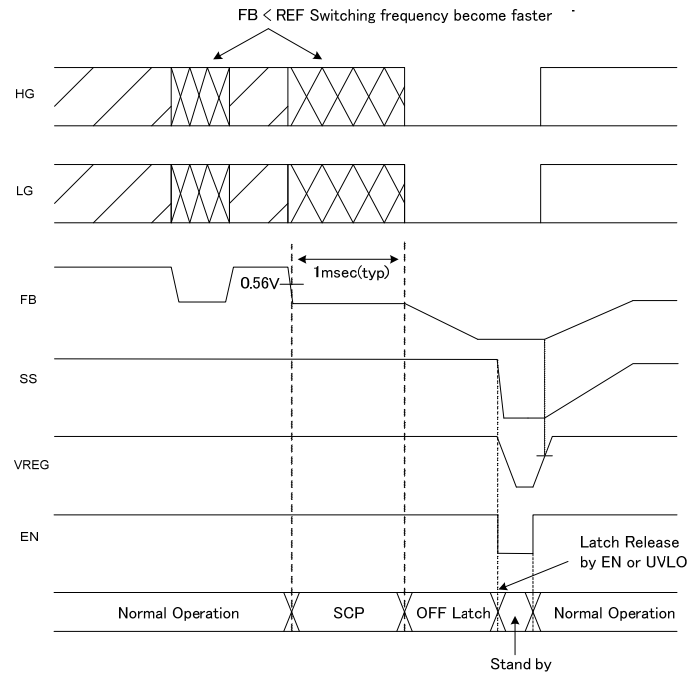 FB < REF Switching frequency become faster
HG
LG
1msec(typ)
0.56V
FB
SS
VREG
EN
Latch Release
by EN or UVLO
Normal Operation
SCP
OFF Latch
Normal Operation
Stand by